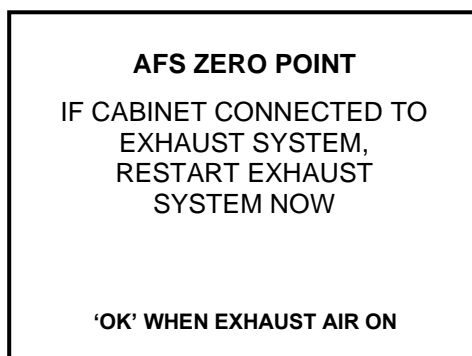 AFS ZERO POINT
IF CABINET CONNECTED TO
EXHAUST SYSTEM,
RESTART EXHAUST
SYSTEM NOW
‘OK’ WHEN EXHAUST AIR ON